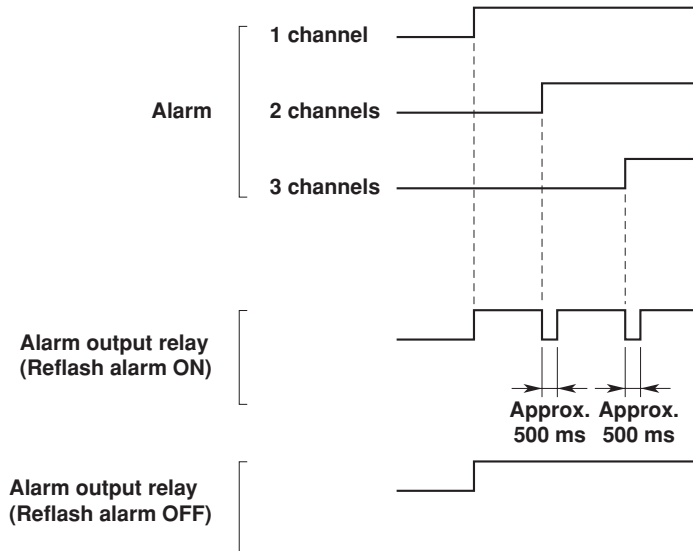 1 channel
Alarm
2 channels
3 channels
Alarm output relay
(Reflash alarm ON)
Approx.
500 ms
Approx.
500 ms
Alarm output relay
(Reflash alarm OFF)